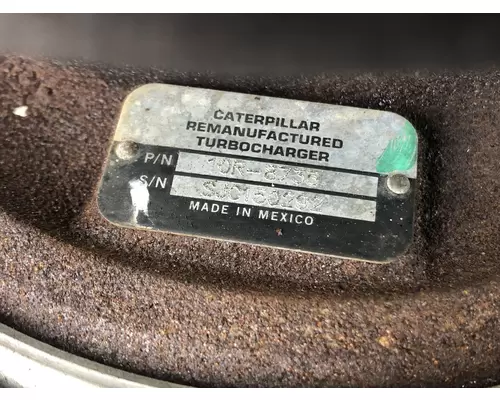 CATERPILLAR
REMANUFACTURED
TURBOCHARGER
P/N
S/N
MADE IN MEXICO